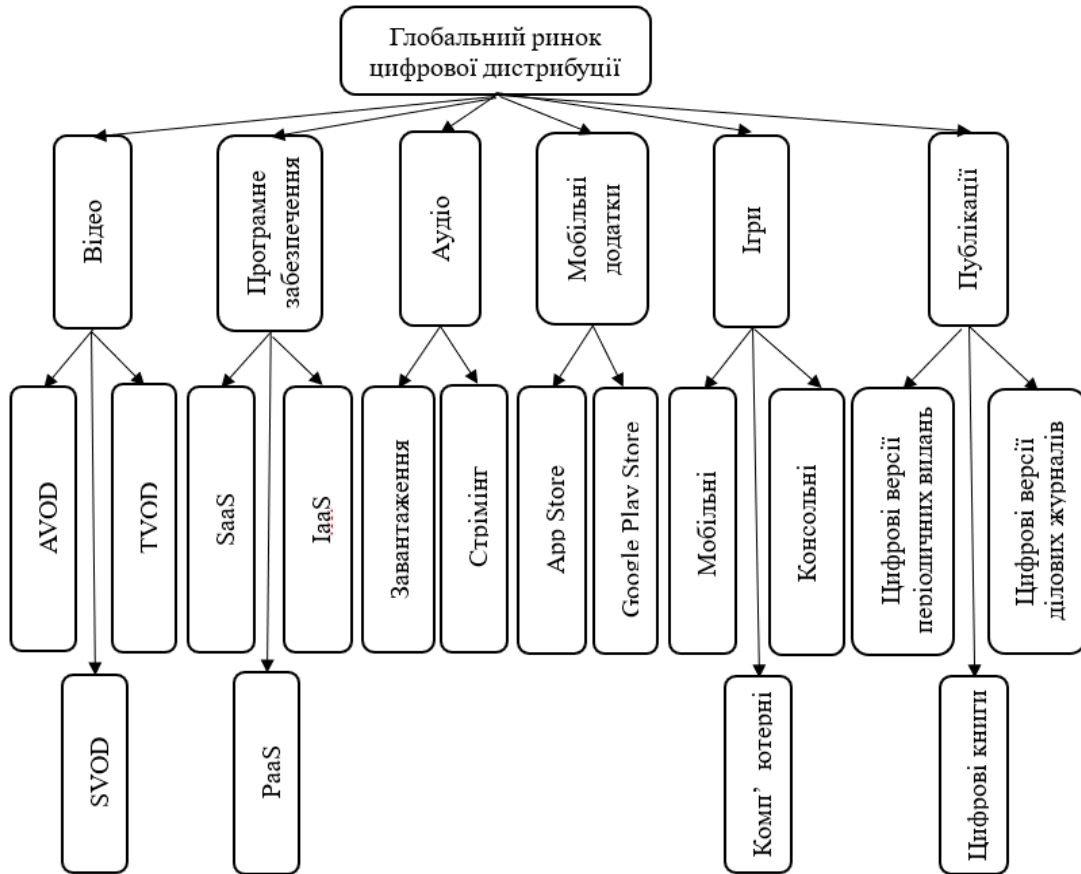 Глобальний ринок
цифрової дистрибуції
Відео
Програмне
забезпечення
Аудіо
Мобільні
додатки
Ігри
Публікації
AVOD
TVOD
SaaS
IaaS
Завантаження
Стрімінг
App Store
Google Play Store
Мобільні
Консольні
Цифрові версії
періодичних видань
Цифрові версії
ділових журналів
SVOD
PaaS
Комп’ ютерні
Цифрові книги